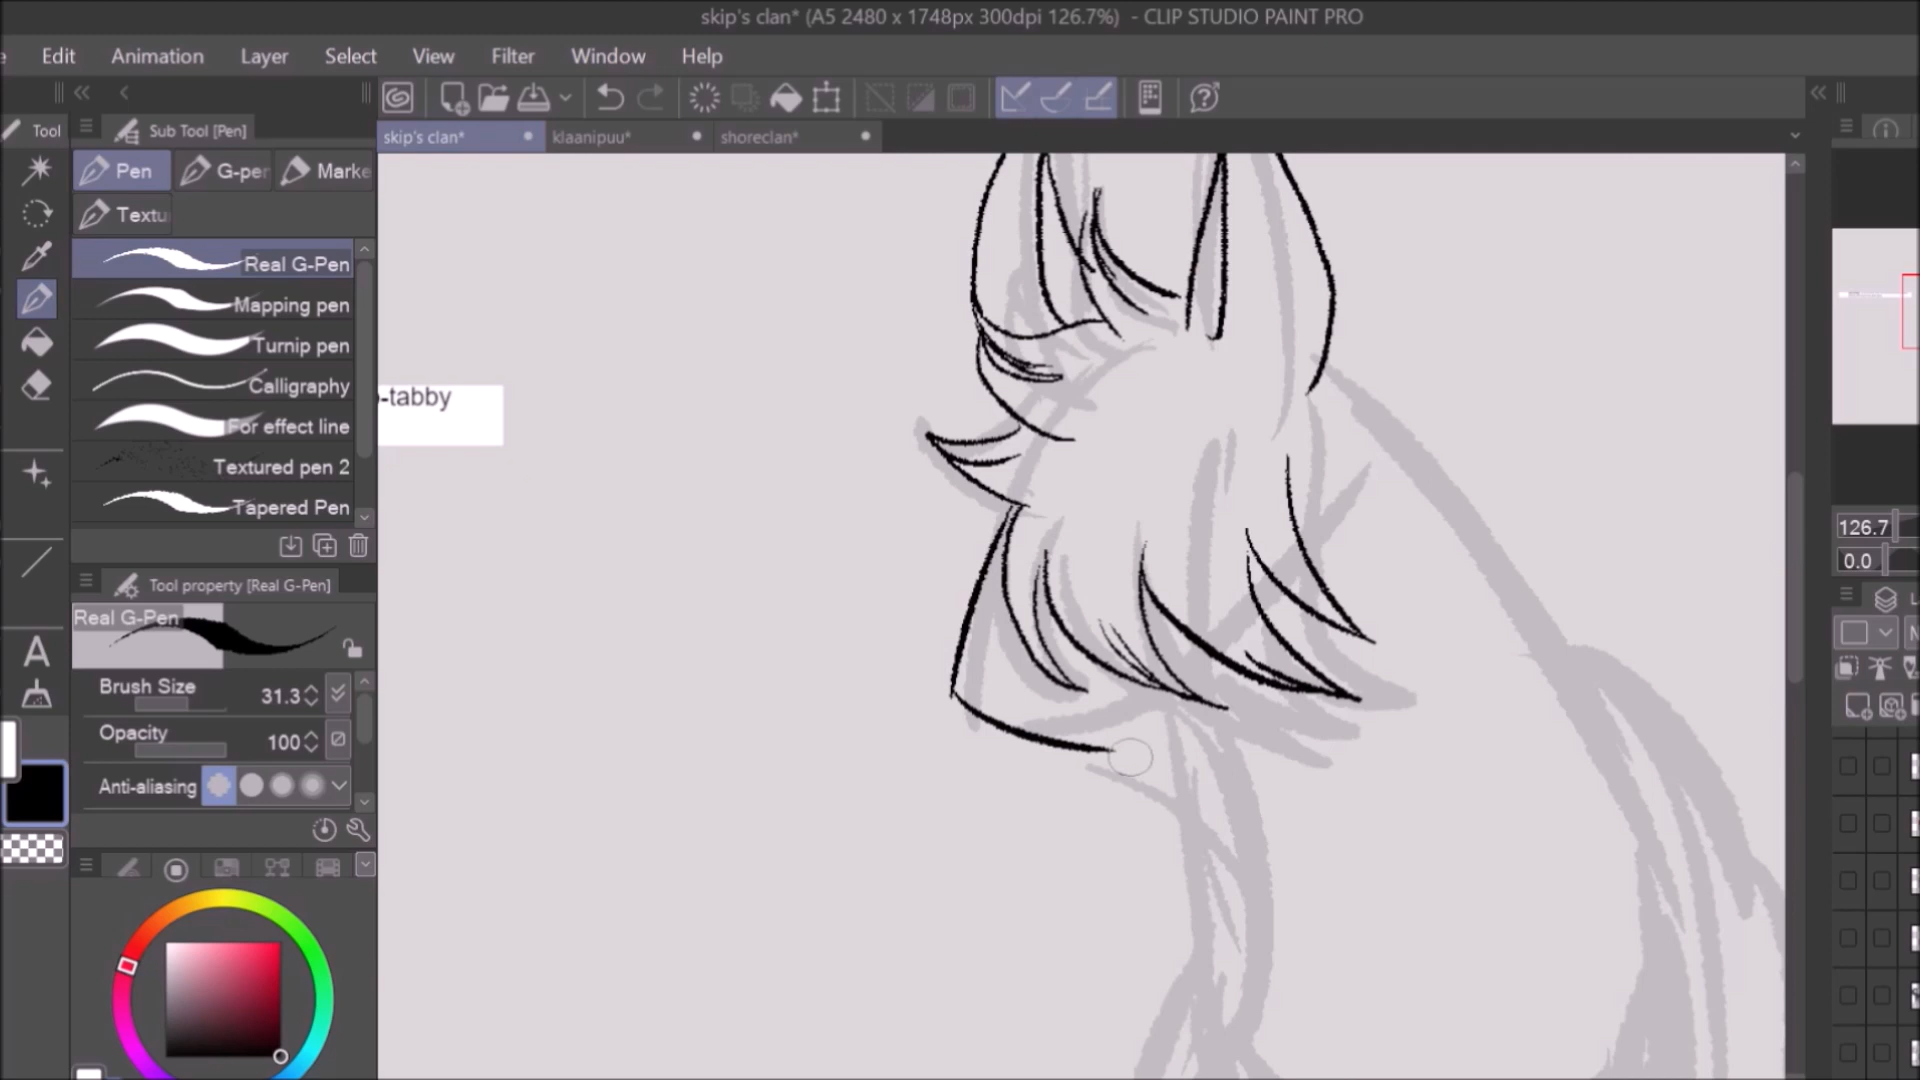 skip's clan* (A5 2480 x 1748px 300dpi 126.7%) - CLIP STUDIO PAINT PRO
e Edit Animation Layer Select View Filter Window Help
Tool
Sub Tool [Pen]
skip's clan*
klaanipuu*
shoreclan*
Pen
G-pen
Marke
Textu
Real G-Pen
Mapping pen
Turnip pen
Calligraphy
For effect line
Textured pen 2
Tapered Pen
-tabby
Tool property [Real G-Pen]
Real G-Pen
Brush Size 31.3
Opacity 100
Anti-aliasing
A
126.7
0.0